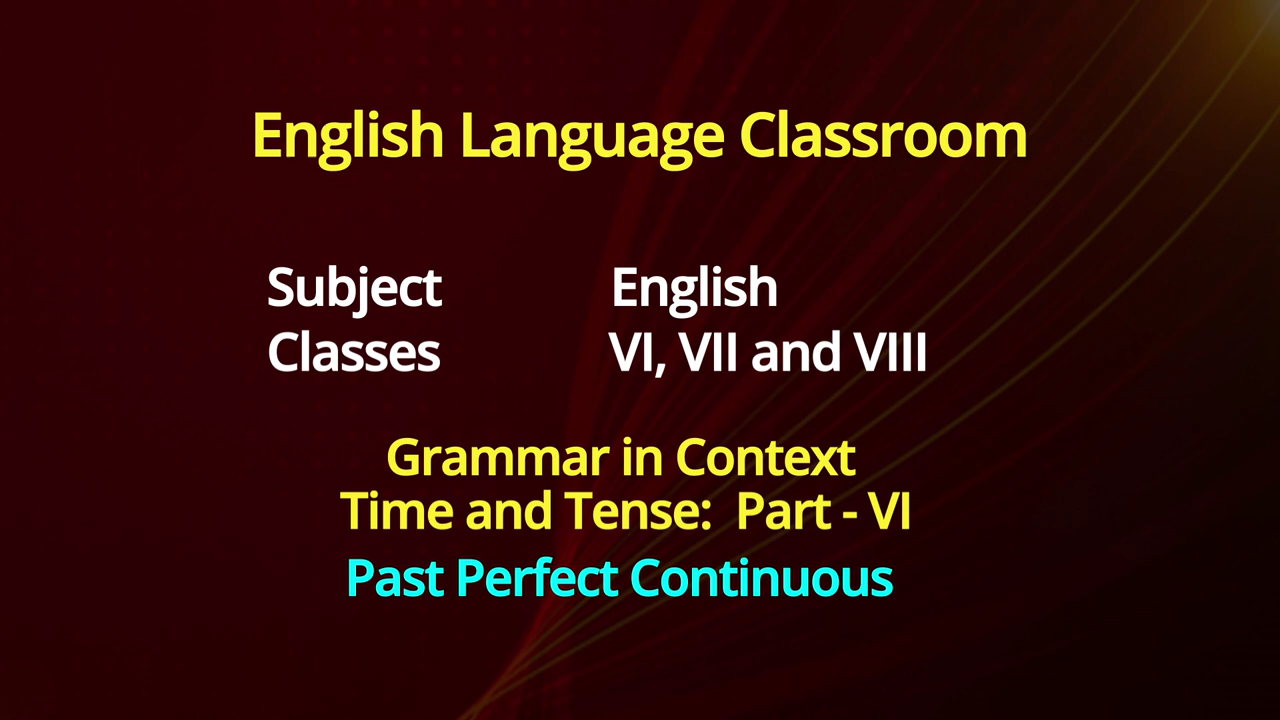 English Language Classroom
Subject English
Classes VI, VII and VIII
Grammar in Context
Time and Tense: Part - VI
Past Perfect Continuous